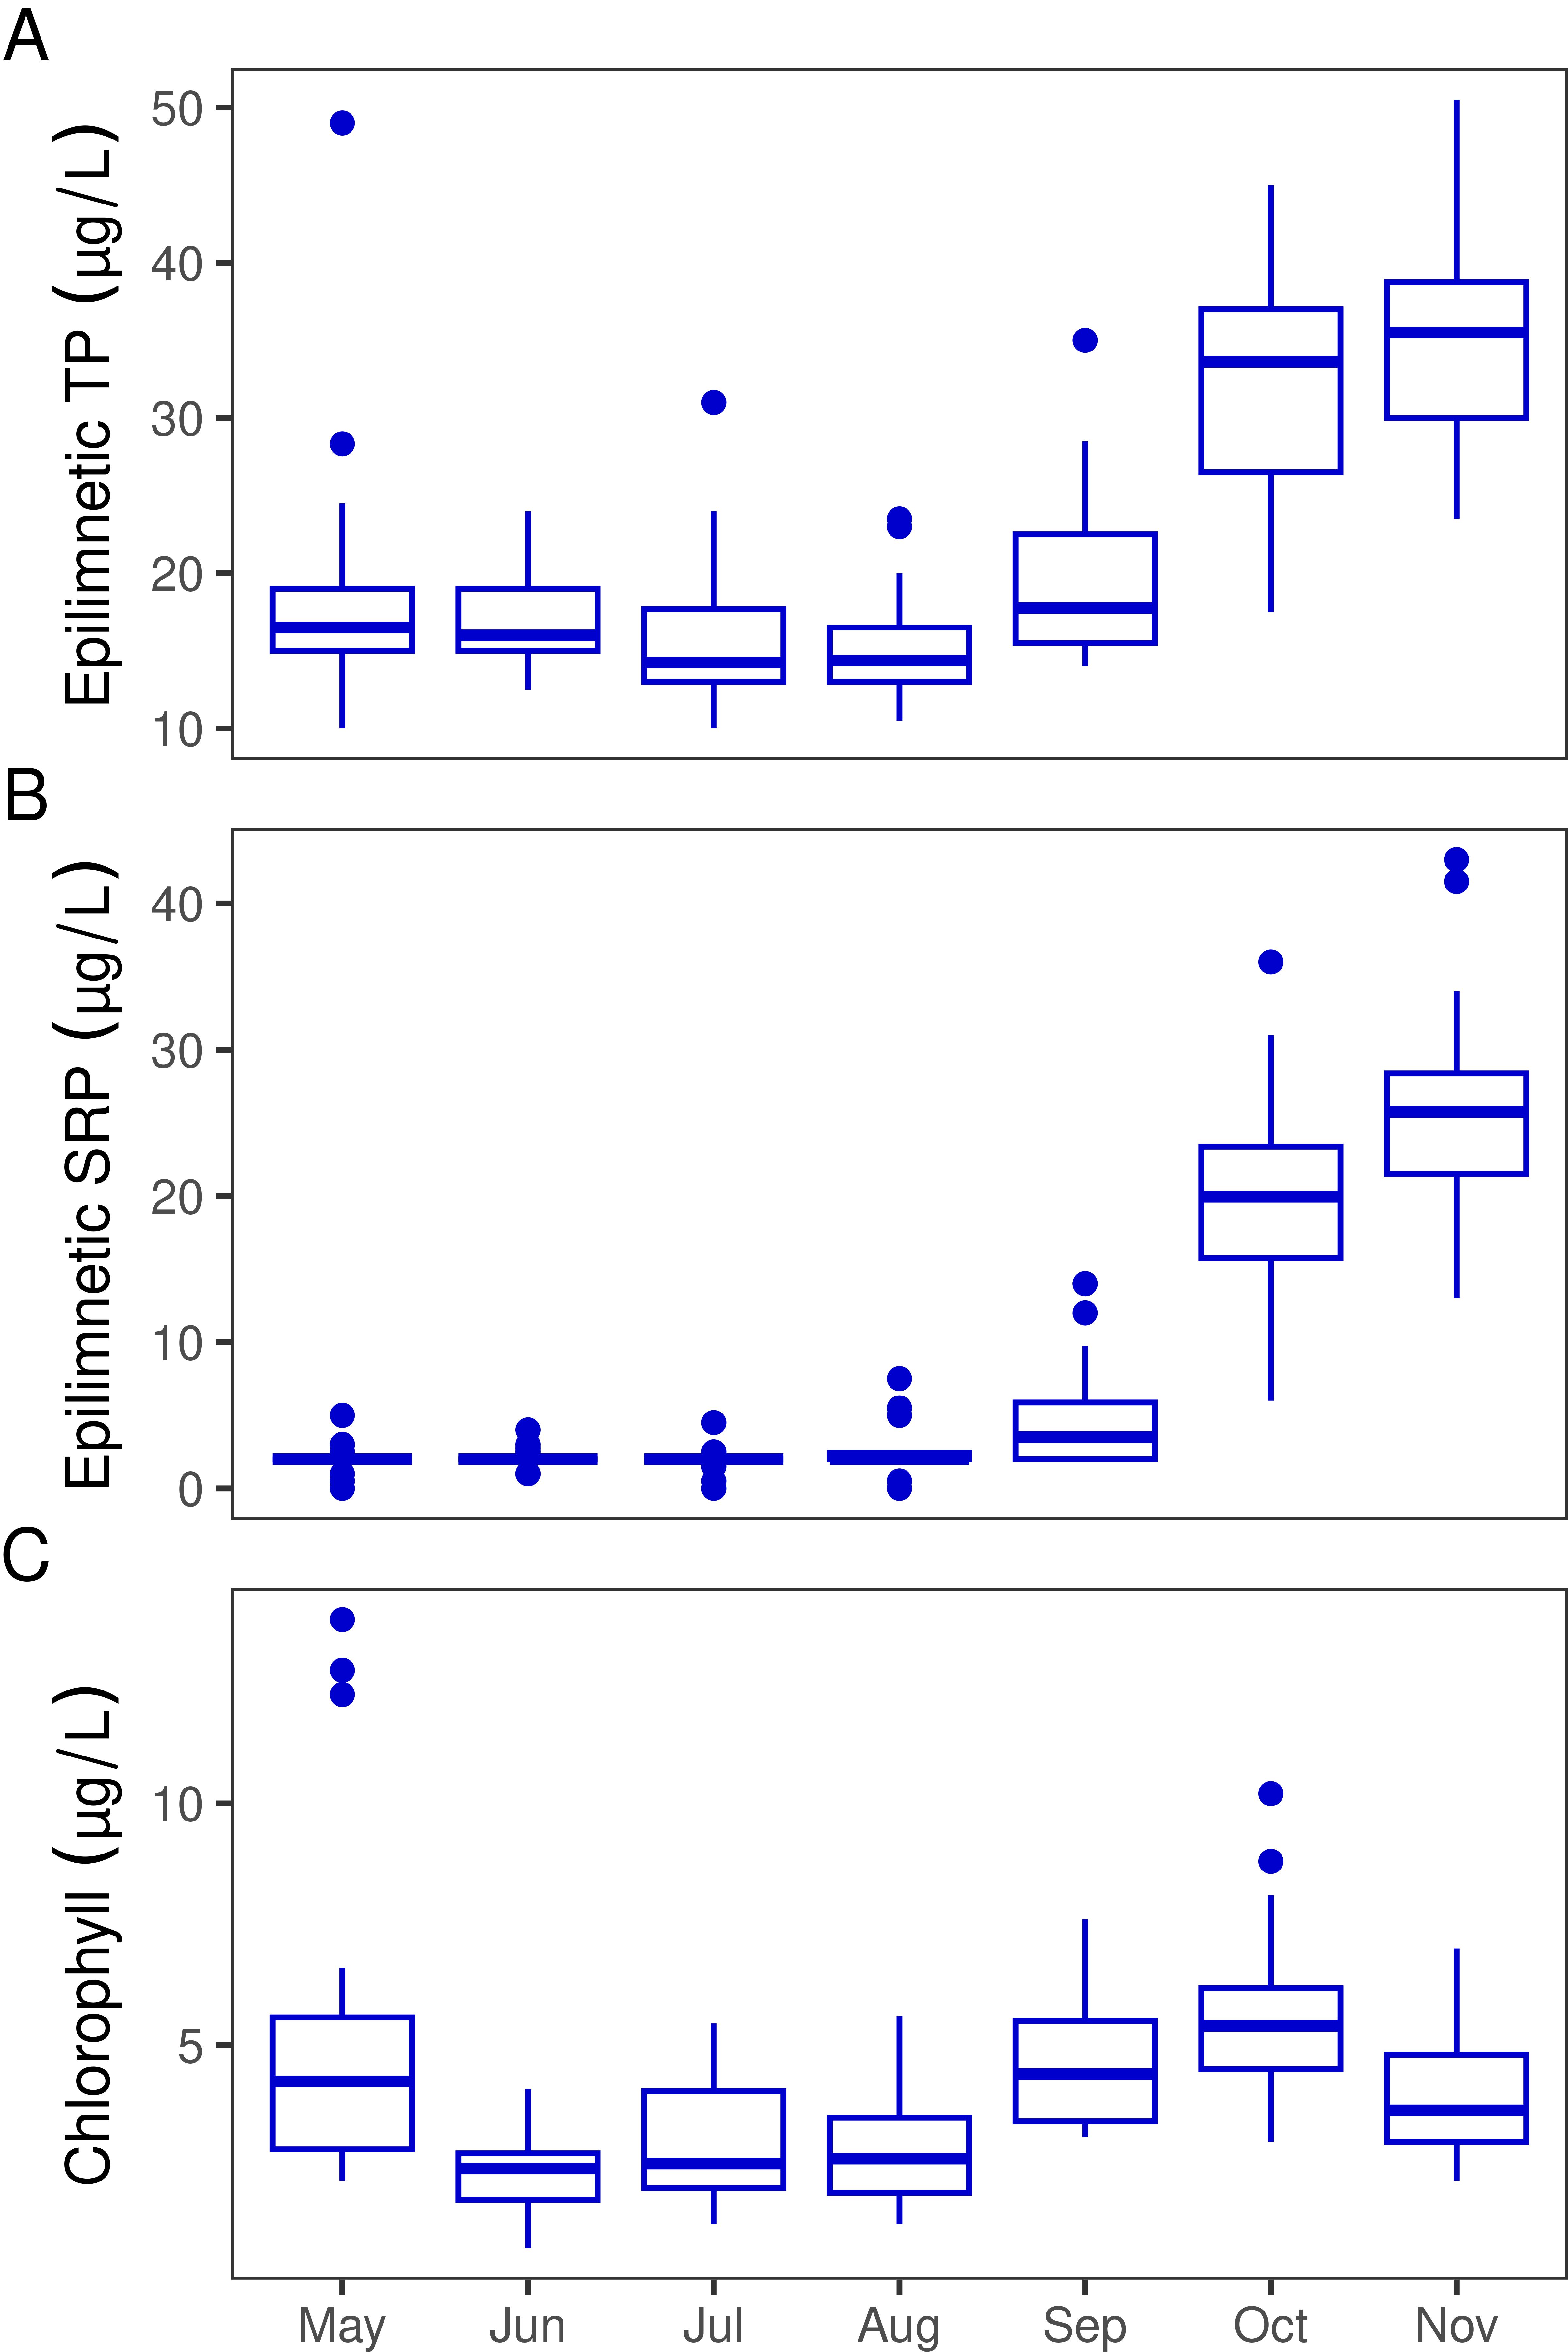 A
Epilimnetic TP (µg/L)
50
40
30
20
10
B
Epilimnetic SRP (µg/L)
40
30
20
10
0
C
Chlorophyll (µg/L)
10
5
May Jun Jul Aug Sep Oct Nov